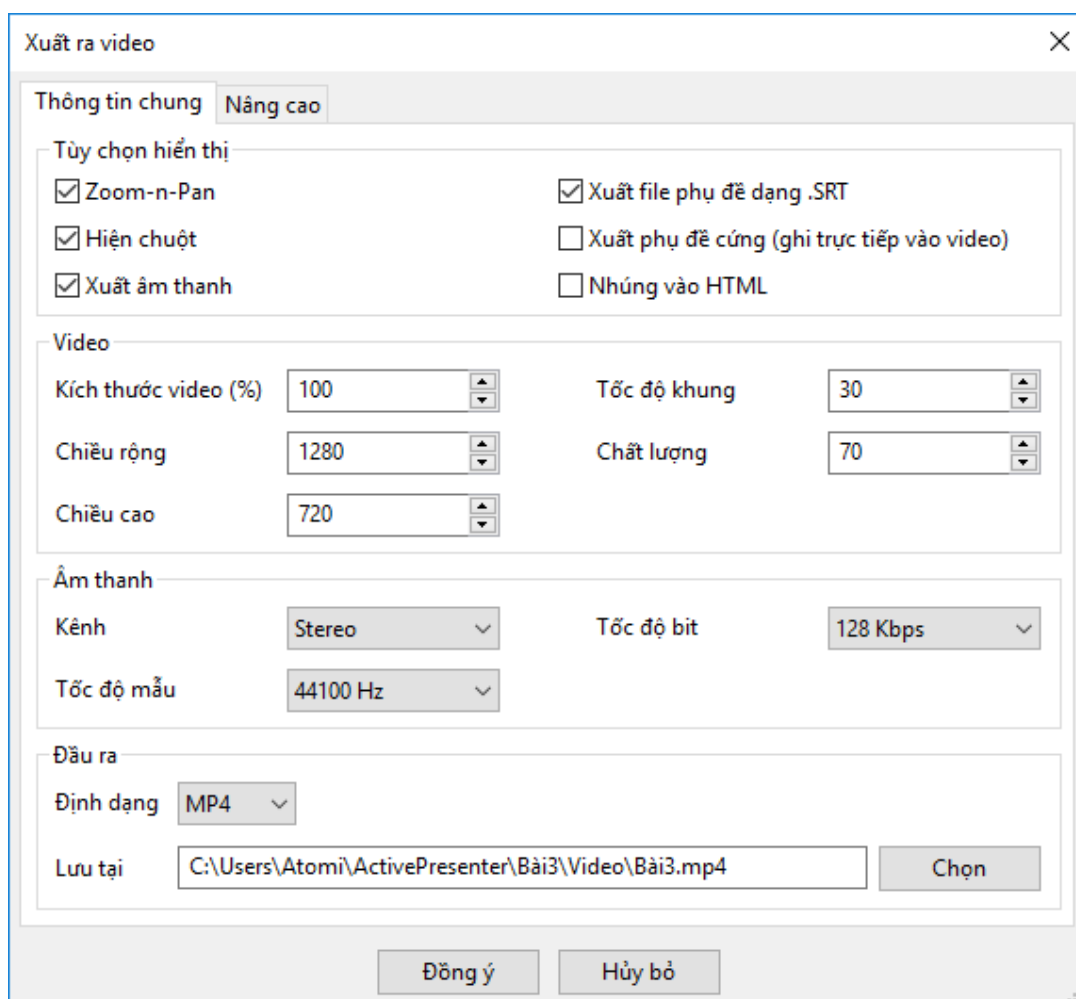 Xuất ra video
Thông tin chung Nâng cao
Tùy chọn hiển thị
Zoom-n-Pan Xuất file phụ đề dạng .SRT
Hiện chuột Xuất phụ đề cứng (ghi trực tiếp vào video)
Xuất âm thanh Nhúng vào HTML
Video
Kích thước video (%) 100 Tốc độ khung 30
Chiều rộng 1280 Chất lượng 70
Chiều cao 720
Âm thanh
Kênh Stereo Tốc độ bit 128 Kbps
Tốc độ mẫu 44100 Hz
Đầu ra
Định dạng MP4
Lưu tại C:\Users\Atomi\ActivePresenter\Bài3\Video\Bài3.mp4 Chọn
Đồng ý Hủy bỏ